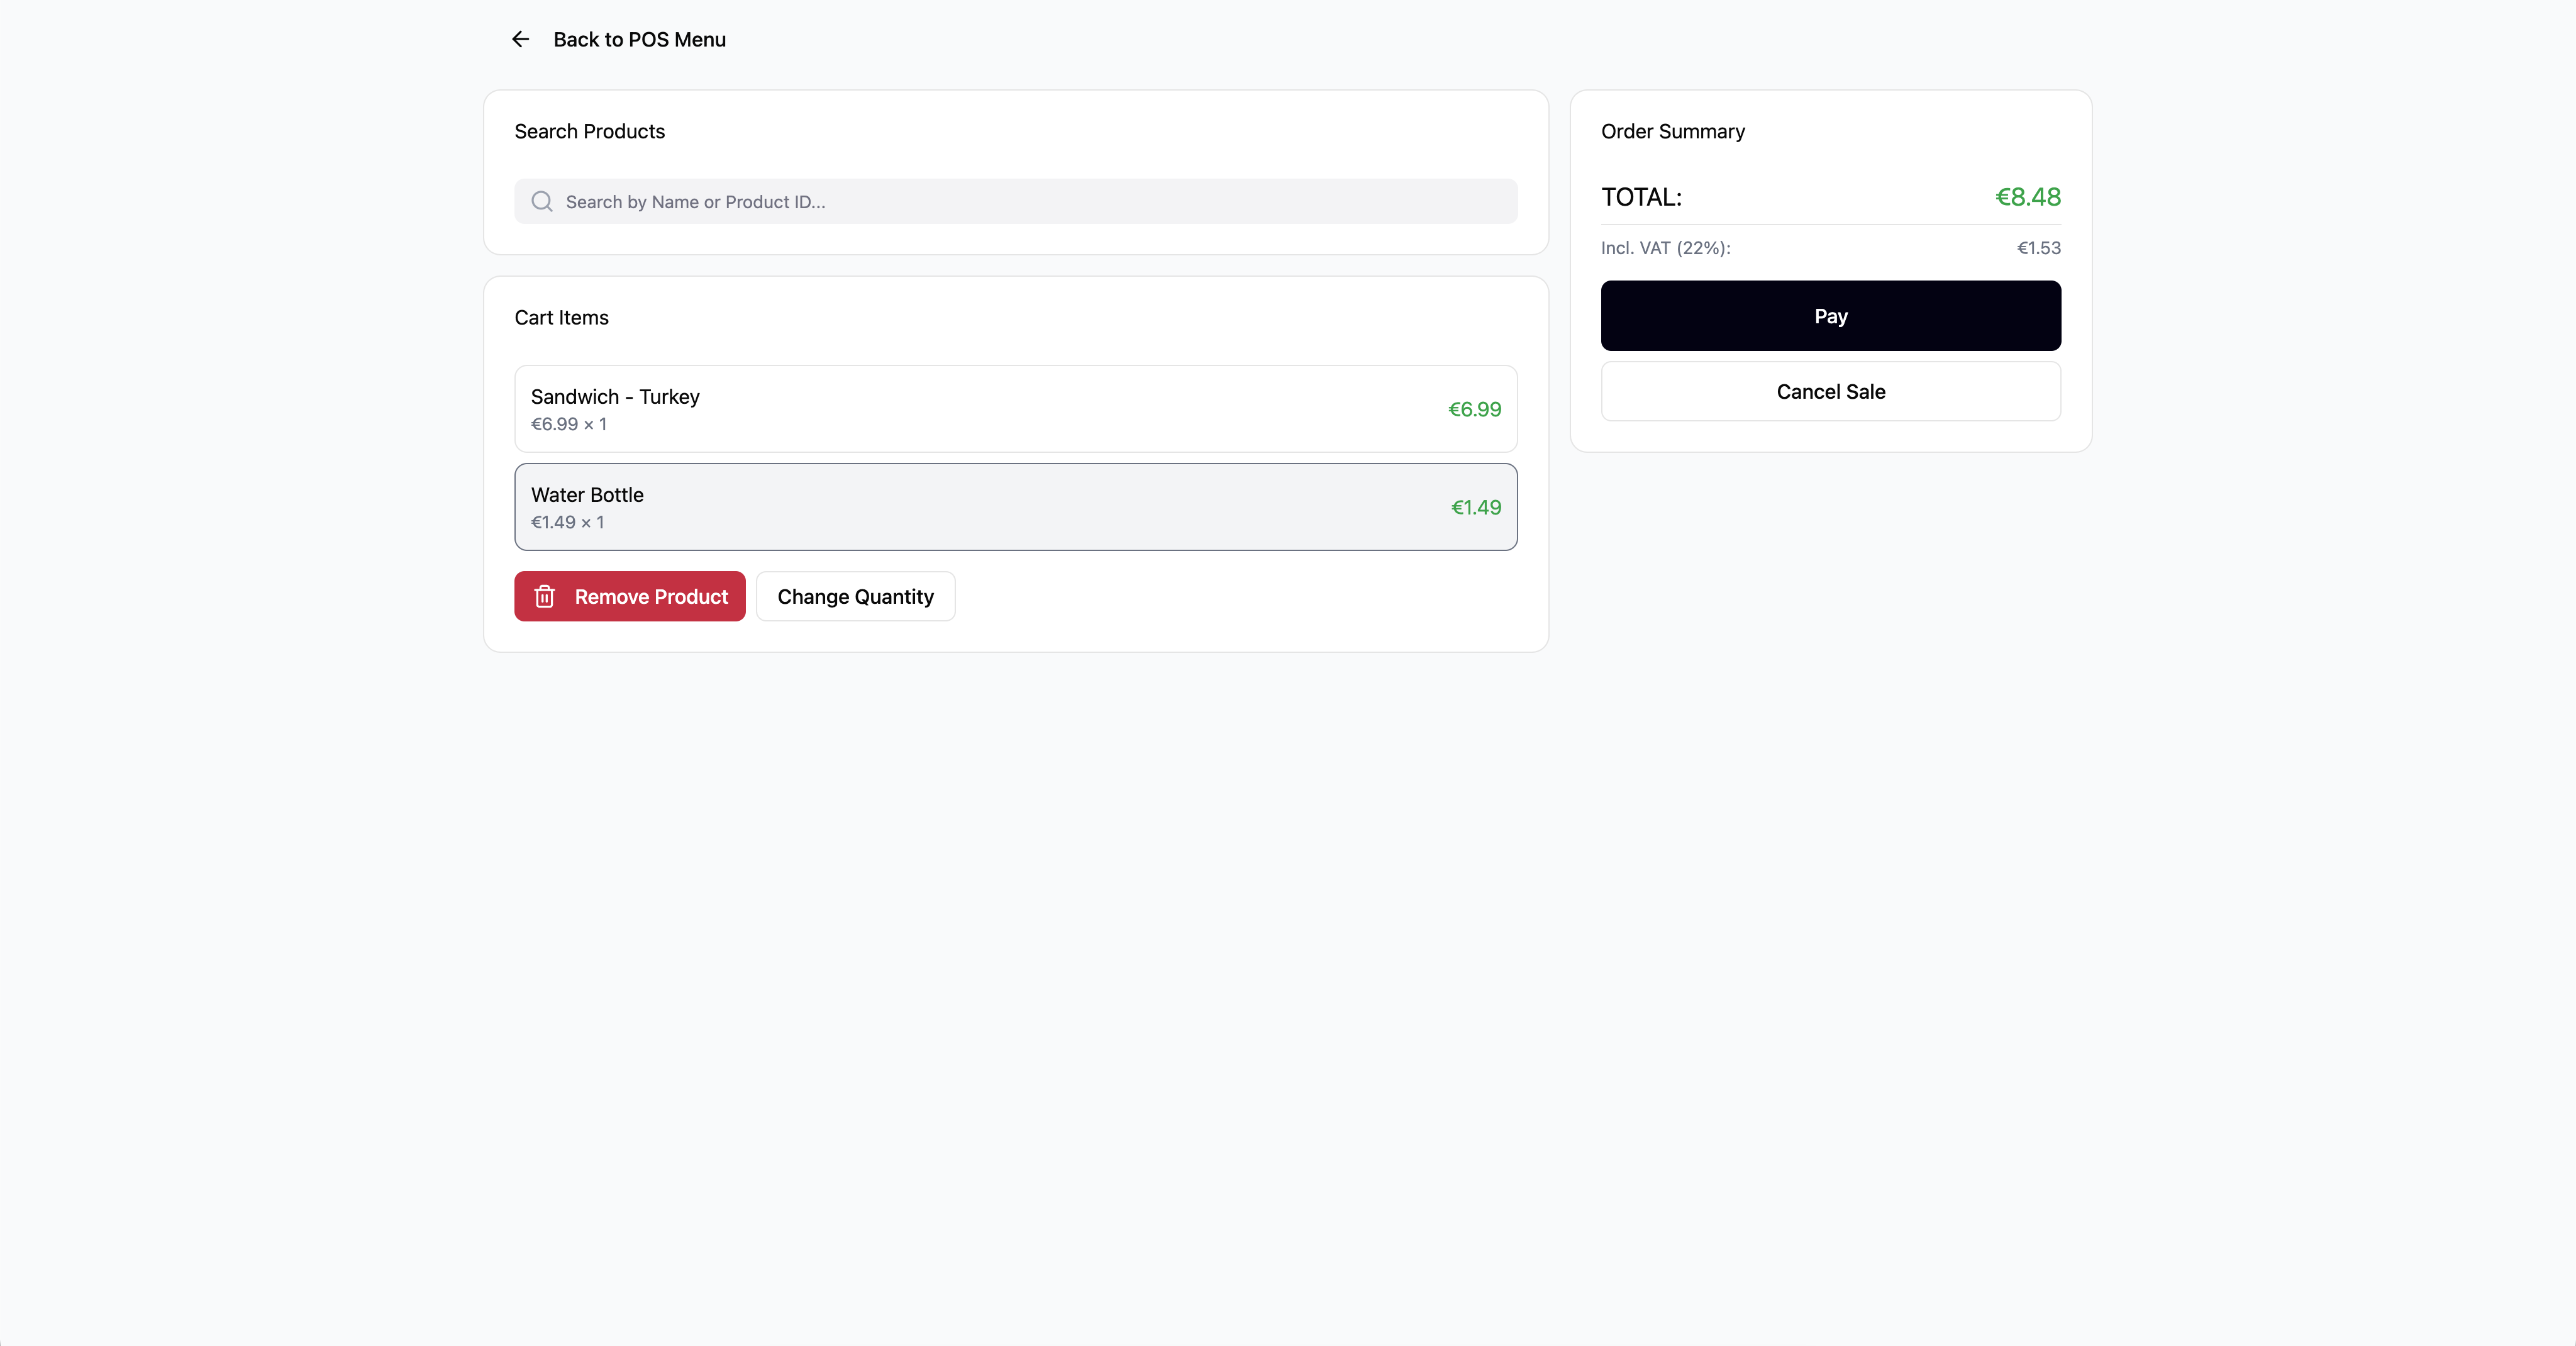 Back to POS Menu
Search Products
Search by Name or Product ID...
Cart Items
Sandwich - Turkey
€6.99 × 1
€6.99
Water Bottle
€1.49 × 1
€1.49
Remove Product
Change Quantity
Order Summary
TOTAL: €8.48
Incl. VAT (22%): €1.53
Pay
Cancel Sale